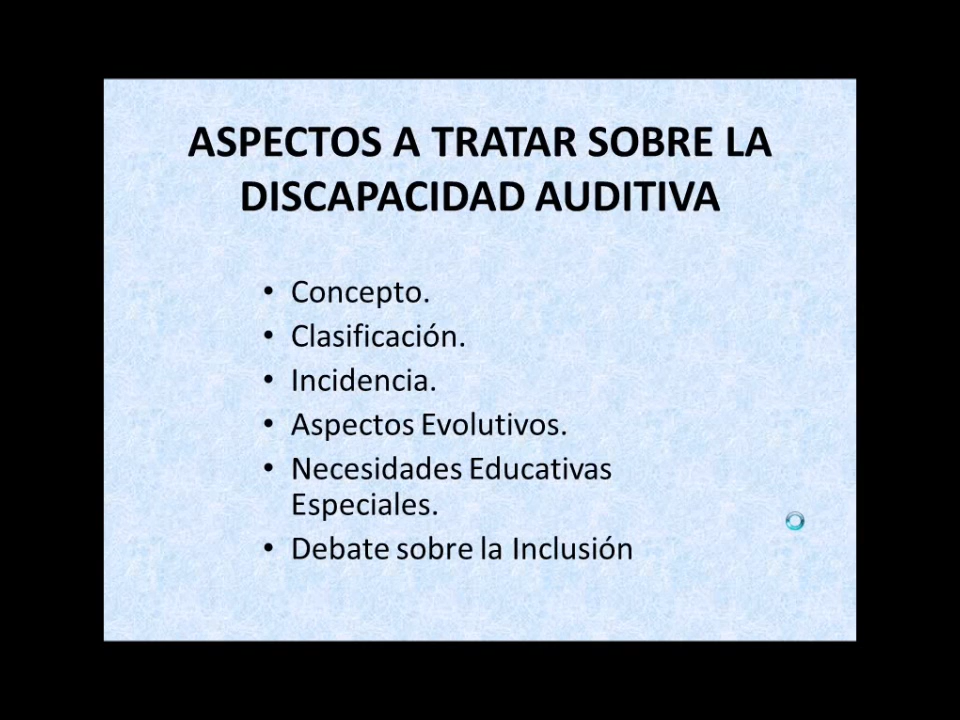 ASPECTOS A TRATAR SOBRE LA
DISCAPACIDAD AUDITIVA
• Concepto.
• Clasificación.
• Incidencia.
• Aspectos Evolutivos.
• Necesidades Educativas
Especiales.
• Debate sobre la Inclusión